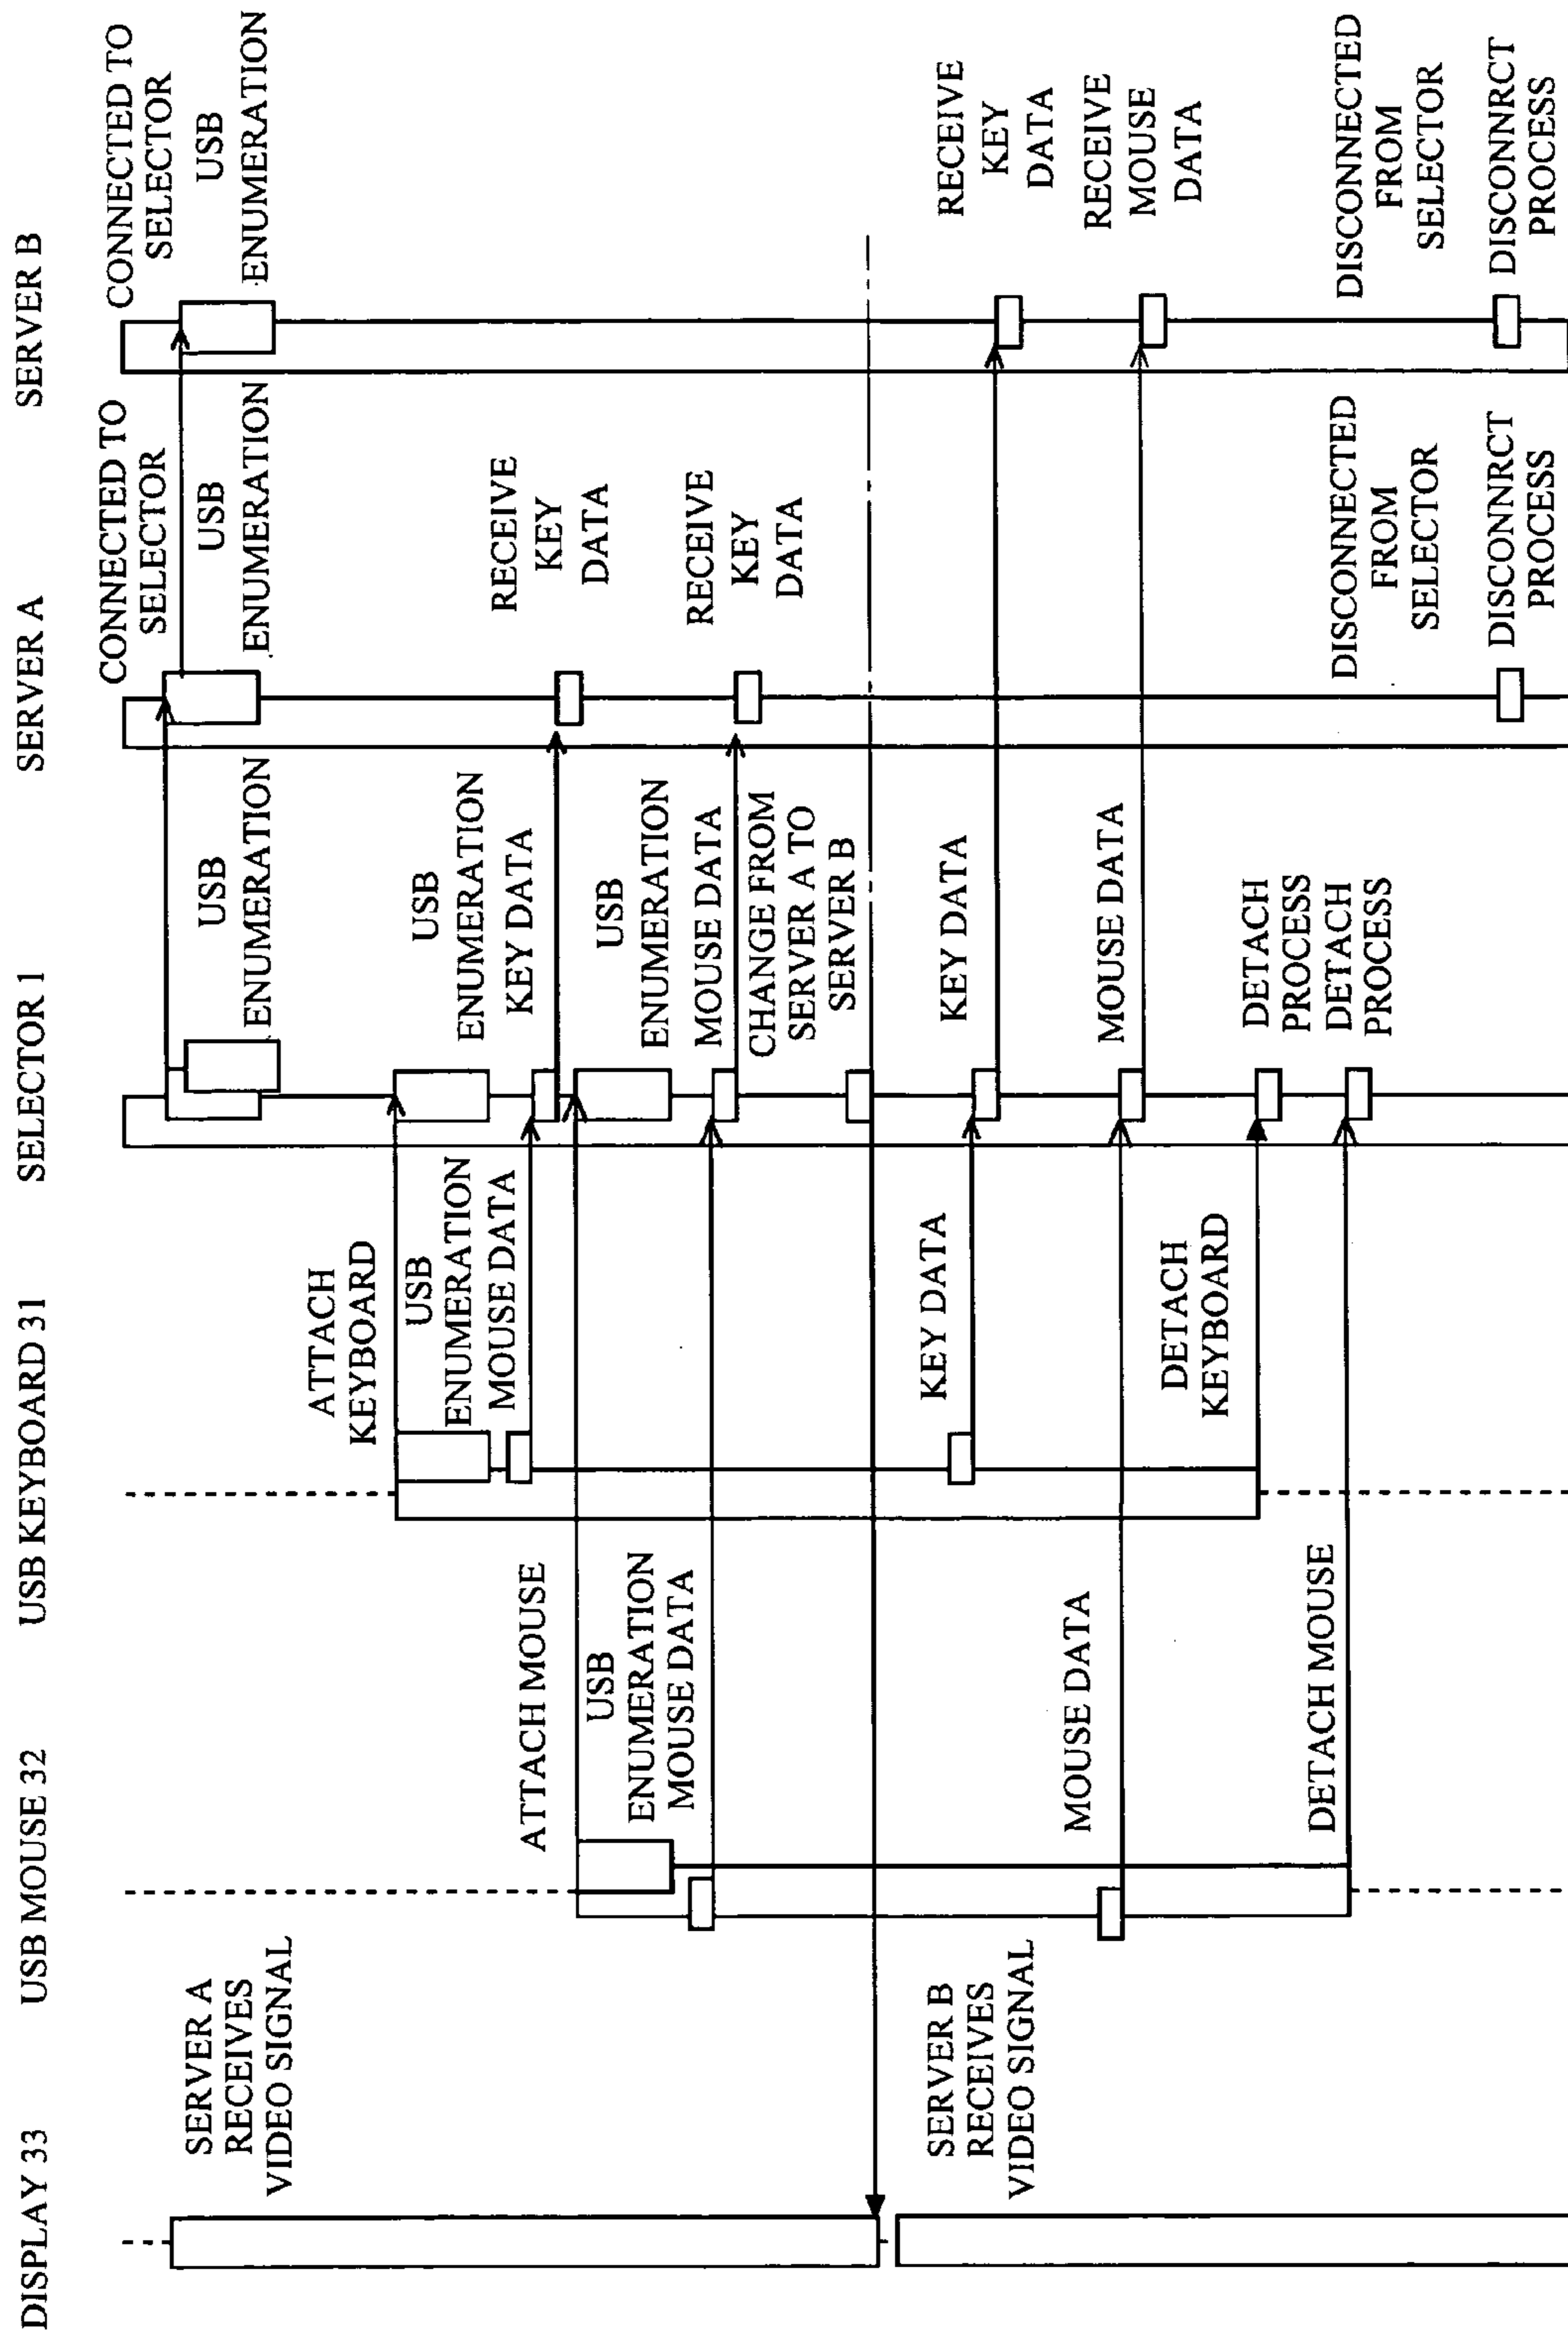 DISPLAY 33
USB MOUSE 32
USB KEYBOARD 31
SELECTOR 1
SERVER A
SERVER B
SERVER A
RECEIVES
VIDEO SIGNAL
SERVER B
RECEIVES
VIDEO SIGNAL
ATTACH MOUSE
USB
ENUMERATION
MOUSE DATA
MOUSE DATA
DETACH MOUSE
ATTACH
KEYBOARD
USB
ENUMERATION
MOUSE DATA
KEY DATA
DETACH
KEYBOARD
USB
ENUMERATION
USB
ENUMERATION
KEY DATA
USB
ENUMERATION
MOUSE DATA
CHANGE FROM
SERVER A TO
SERVER B
KEY DATA
MOUSE DATA
DETACH
PROCESS
DETACH
PROCESS
CONNECTED TO
SELECTOR
USB
ENUMERATION
RECEIVE
KEY
DATA
RECEIVE
KEY
DATA
DISCONNECTED
FROM
SELECTOR
DISCONNRCT
PROCESS
CONNECTED TO
SELECTOR
USB
ENUMERATION
RECEIVE
KEY
DATA
RECEIVE
MOUSE
DATA
DISCONNECTED
FROM
SELECTOR
DISCONNRCT
PROCESS